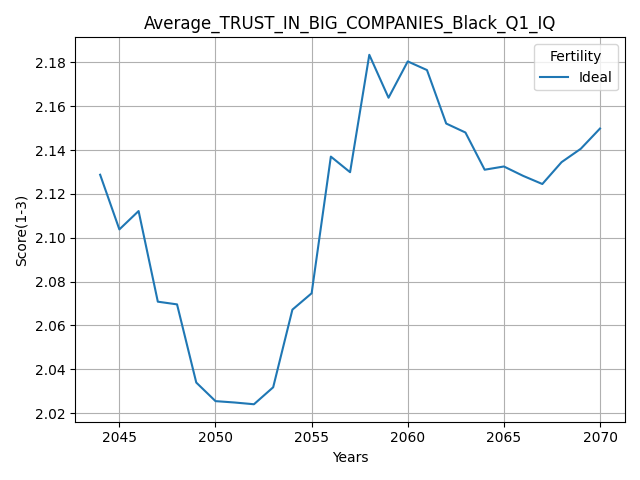 Average_TRUST_IN_BIG_COMPANIES_Black_Q1_IQ
Fertility
Ideal
Score(1-3)
2.18
2.16
2.14
2.12
2.10
2.08
2.06
2.04
2.02
2045 2050 2055 2060 2065 2070
Years